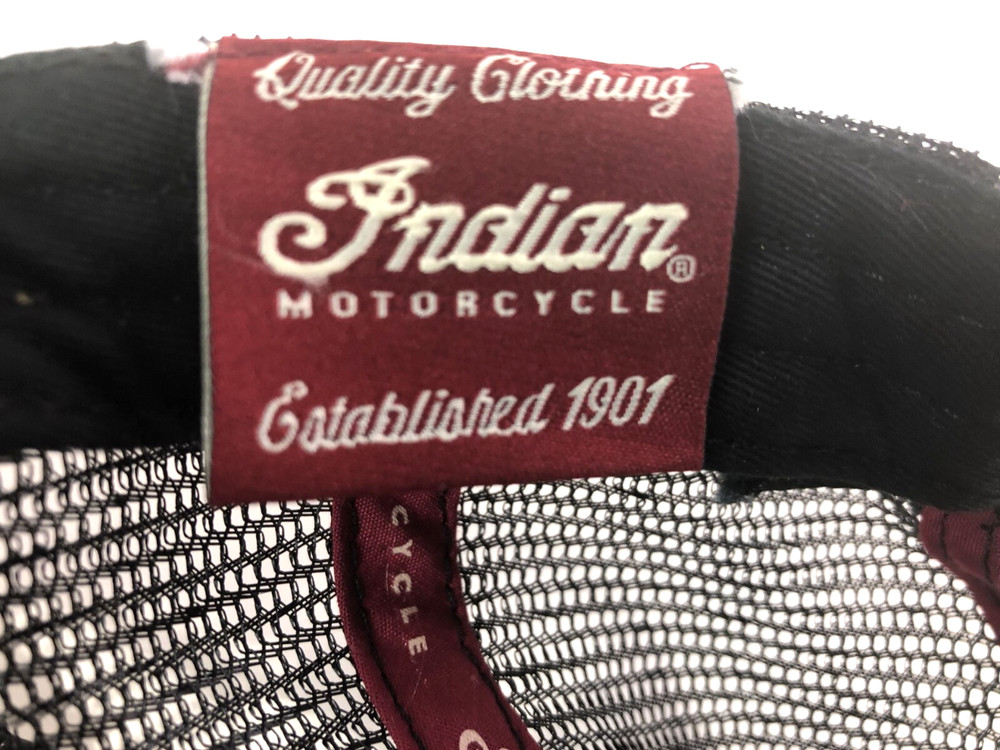 Quality Clothing
Indian®
MOTORCYCLE
Established 1901
CYCLE